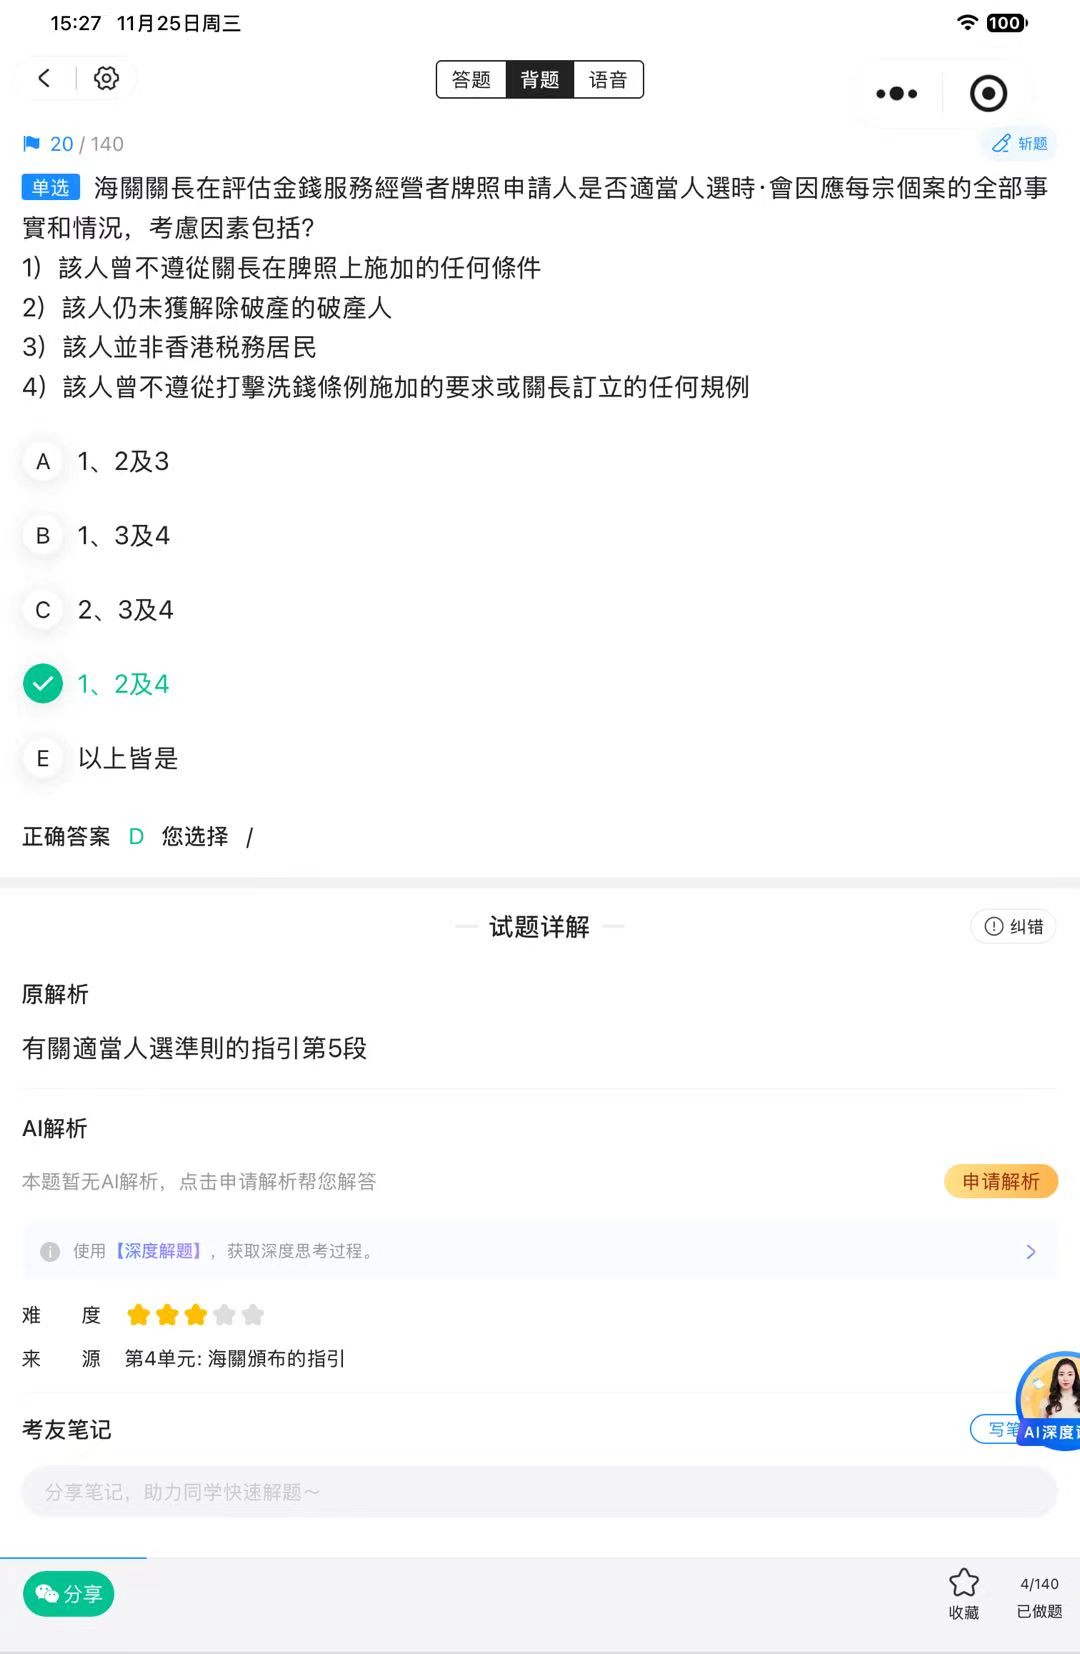 15:27 11月25日周三
100
答题 背题 语音
20 / 140
斩题
单选 海關關長在評估金錢服務經營者牌照申請人是否適當人選時·會因應每宗個案的全部事
實和情況，考慮因素包括?
1）該人曾不遵從關長在脾照上施加的任何條件
2）該人仍未獲解除破產的破產人
3）該人並非香港税務居民
4）該人曾不遵從打擊洗錢條例施加的要求或關長訂立的任何規例
A 1、2及3
B 1、3及4
C 2、3及4
1、2及4
E 以上皆是
正确答案 D 您选择 /
试题详解
纠错
原解析
有關適當人選準則的指引第5段
AI解析
本题暂无AI解析，点击申请解析帮您解答
申请解析
使用【深度解题】，获取深度思考过程。
难 度
来 源 第4单元: 海關頒布的指引
考友笔记
写笔
AI深度
分享笔记，助力同学快速解题～
分享
收藏
4/140
已做题